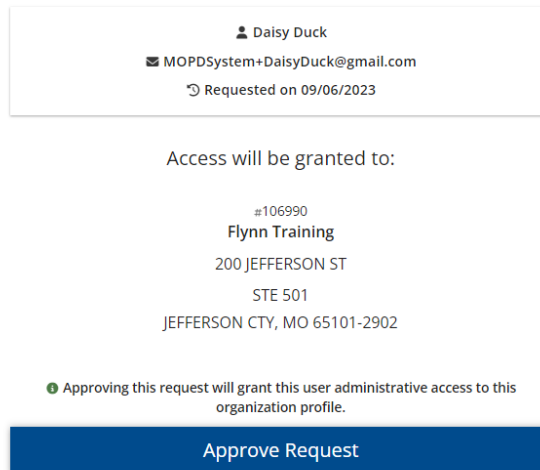 Daisy Duck
MOPDSystem+DaisyDuck@gmail.com
Requested on 09/06/2023
Access will be granted to:
#106990
Flynn Training
200 JEFFERSON ST
STE 501
JEFFERSON CTY, MO 65101-2902
Approving this request will grant this user administrative access to this
organization profile.
Approve Request